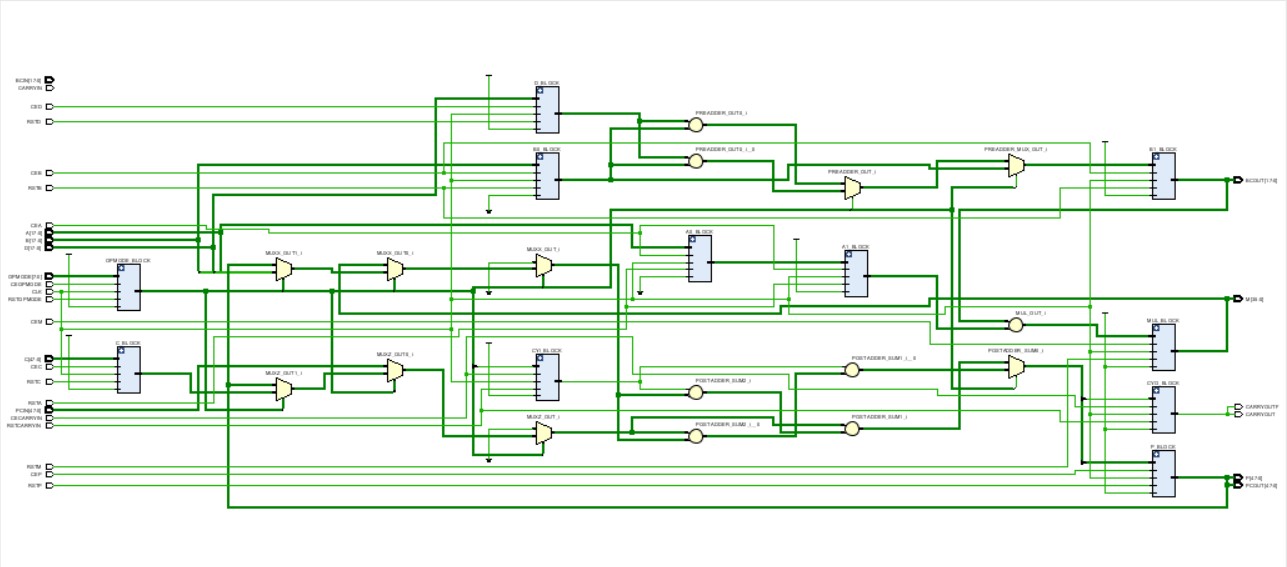 BCIN[17:0]
CARRYIN
CED
RSTD
CEB
RSTB
CEA
A[17:0]
B[17:0]
D[17:0]
OPMODE[7:0]
CEOPMODE
CLK
RSTOPMODE
CEM
C[47:0]
CEC
RSTC
RSTA
PCIN[47:0]
CECARRYIN
RSTCARRYIN
RSTM
CEP
RSTP
OPMODE_BLOCK
C_BLOCK
MUXX_OUT1_i
MUXX_OUT0_i
MUXX_OUT_i
MUXZ_OUT1_i
MUXZ_OUT0_i
MUXZ_OUT_i
D_BLOCK
B0_BLOCK
CYI_BLOCK
PREADDER_OUT0_i
PREADDER_OUT0_i__0
PREADDER_OUT_i
PREADDER_MUX_OUT_i
A0_BLOCK
A1_BLOCK
MUL_OUT_i
POSTADDER_SUM1_i__0
POSTADDER_SUM0_i
POSTADDER_SUM1_i
B1_BLOCK
MUL_BLOCK
CYO_BLOCK
P_BLOCK
BCOUT[17:0]
M[35:0]
CARRYOUTF
CARRYOUT
P[47:0]
PCOUT[47:0]